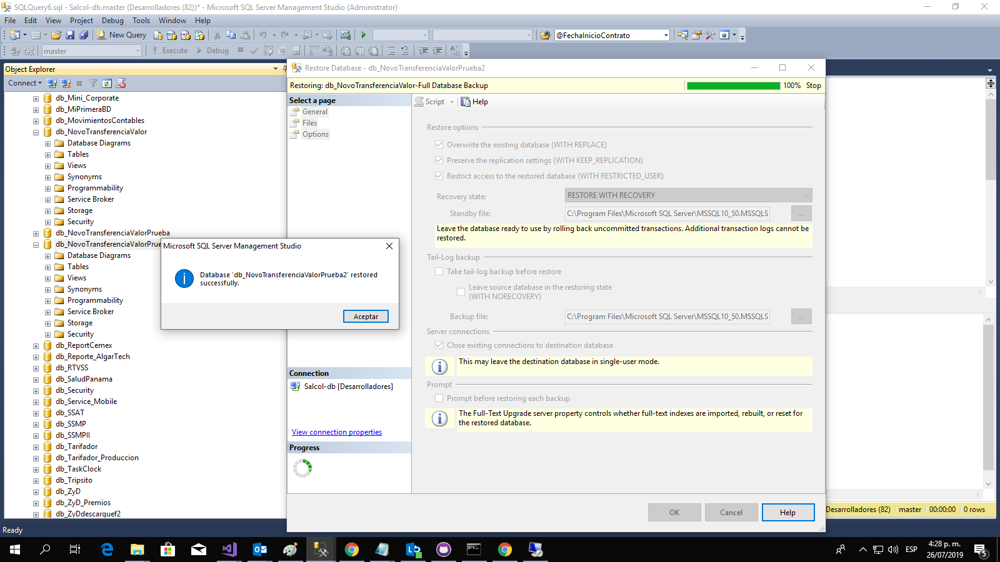 SQLQuery6.sql - Salcol-db.master (Desarrolladores (82))* - Microsoft SQL Server Management Studio (Administrator)
File Edit View Project Debug Tools Window Help
New Query
@FechaInicioContrato
master
Execute
Debug
Object Explorer
Connect
db_Mini_Corporate
db_MiPrimeraBD
db_MovimientosContables
db_NovoTransferenciaValor
Database Diagrams
Tables
Views
Synonyms
Programmability
Service Broker
Storage
Security
db_NovoTransferenciaValorPrueba
db_NovoTransferenciaValorPrue
Database Diagrams
Tables
Views
Synonyms
Programmability
Service Broker
Storage
Security
db_ReportCemex
db_Reporte_AlgarTech
db_RTVSS
db_SaludPanama
db_Security
db_Service_Mobile
db_SSAT
db_SSMP
db_SSMPII
db_Tarifador
db_Tarifador_Produccion
db_TaskClock
db_Tripsito
db_ZyD
db_ZyD_Premios
db_ZyDdescarquef2
Restore Database - db_NovoTransferenciaValorPrueba2
Restoring: db_NovoTransferenciaValor-Full Database Backup
100% Stop
Select a page
General
Files
Options
Script
Help
Restore options
Overwrite the existing database (WITH REPLACE)
Preserve the replication settings (WITH KEEP_REPLICATION)
Restrict access to the restored database (WITH RESTRICTED_USER)
Recovery state:
RESTORE WITH RECOVERY
Standby file:
C:\Program Files\Microsoft SQL Server\MSSQL10_50.MSSQLS
...
Leave the database ready to use by rolling back uncommitted transactions. Additional transaction logs cannot be
restored.
Tail-Log backup
Take tail-log backup before restore
Leave source database in the restoring state
(WITH NORECOVERY)
Backup file:
C:\Program Files\Microsoft SQL Server\MSSQL10_50.MSSQLS
...
Server connections
Close existing connections to destination database
This may leave the destination database in single-user mode.
Prompt
Prompt before restoring each backup
The Full-Text Upgrade server property controls whether full-text indexes are imported, rebuilt, or reset for
the restored database.
Connection
Salcol-db [Desarrolladores]
View connection properties
Progress
OK
Cancel
Help
Microsoft SQL Server Management Studio
Database 'db_NovoTransferenciaValorPrueba2' restored
successfully.
Aceptar
Desarrolladores (82)
master
00:00:00
0 rows
Ready
ESP
4:28 p. m.
26/07/2019
5